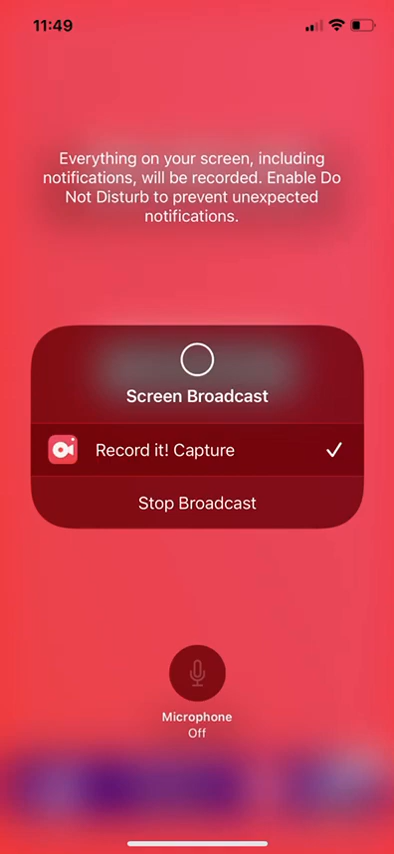 11:49
Everything on your screen, including
notifications, will be recorded. Enable Do
Not Disturb to prevent unexpected
notifications.
Screen Broadcast
Record it! Capture
Stop Broadcast
Microphone
Off